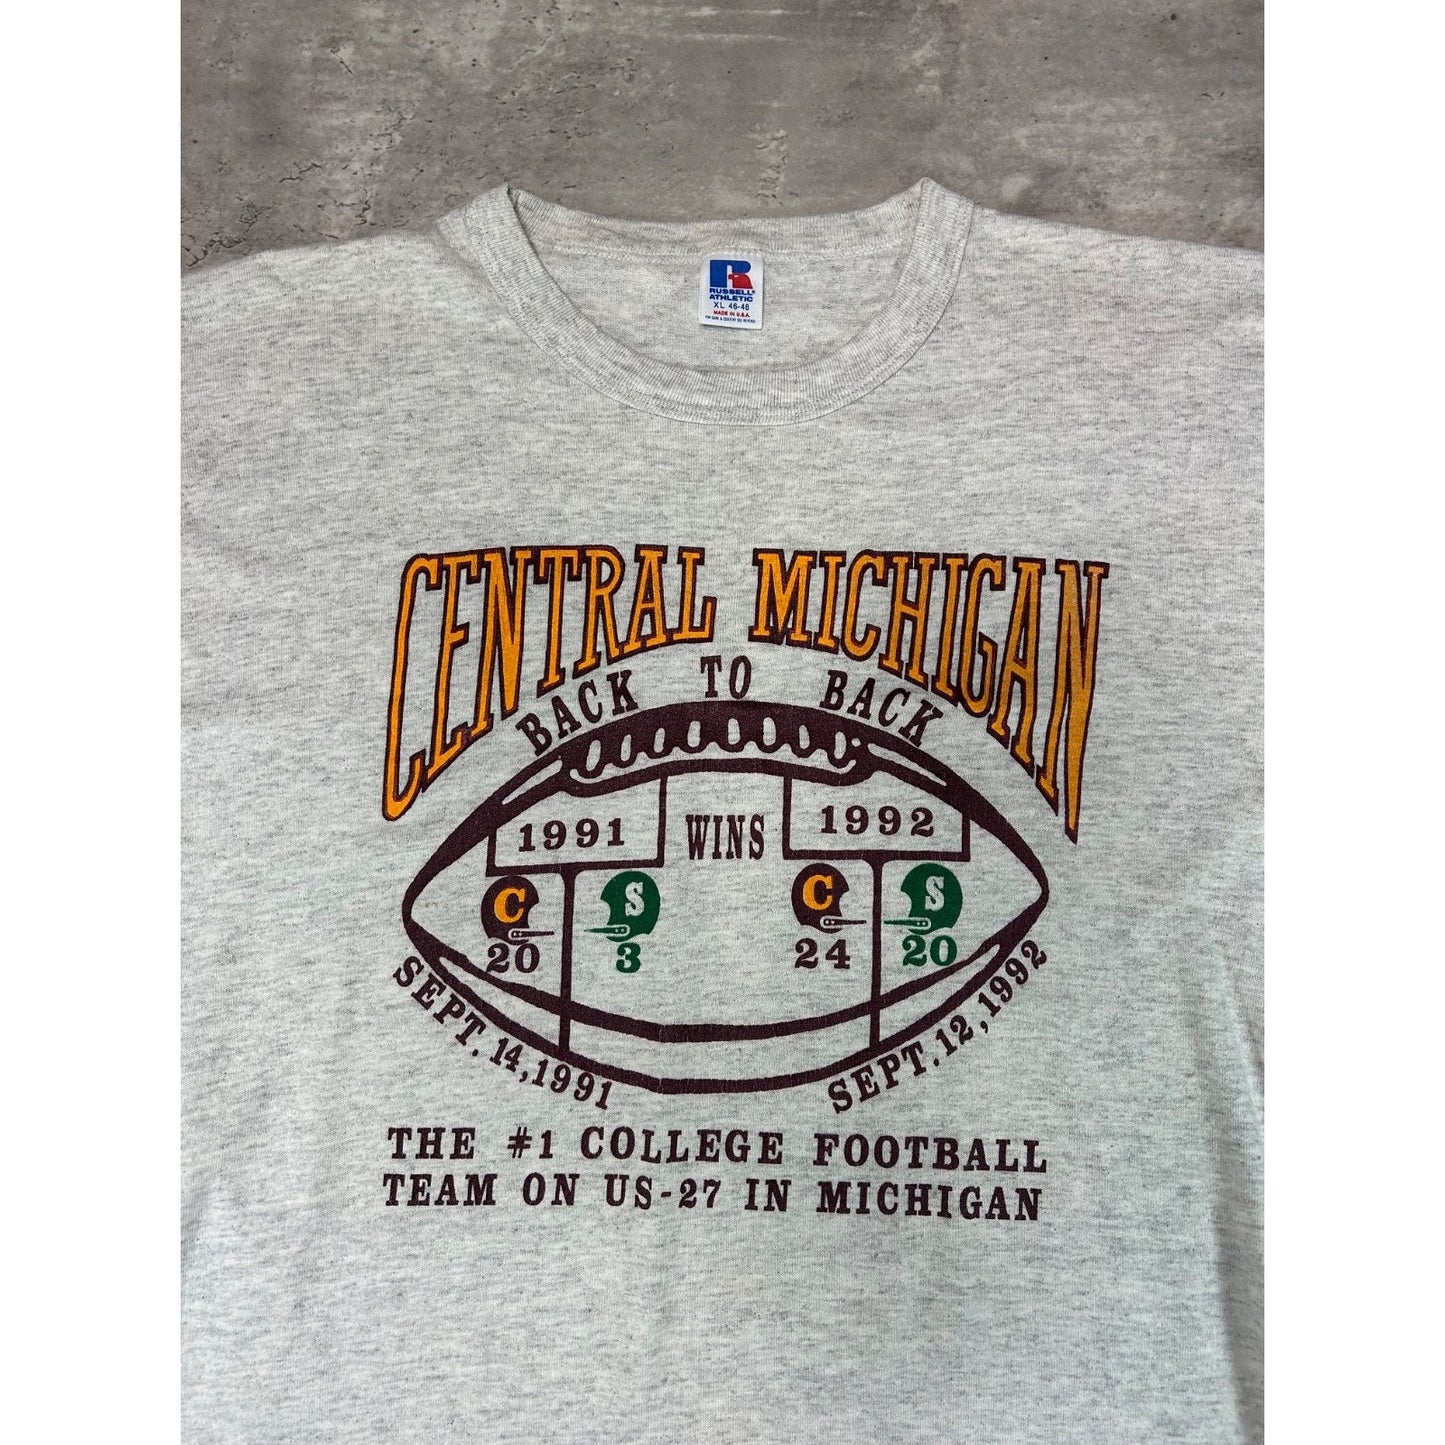 RUSSELL
ATHLETIC
XL 46-48
MADE IN U.S.A.
CENTRAL MICHIGAN
BACK TO BACK
1991 WINS 1992
C S C S
20 3 24 20
SEPT. 14, 1991 SEPT. 12, 1992
THE #1 COLLEGE FOOTBALL
TEAM ON US-27 IN MICHIGAN